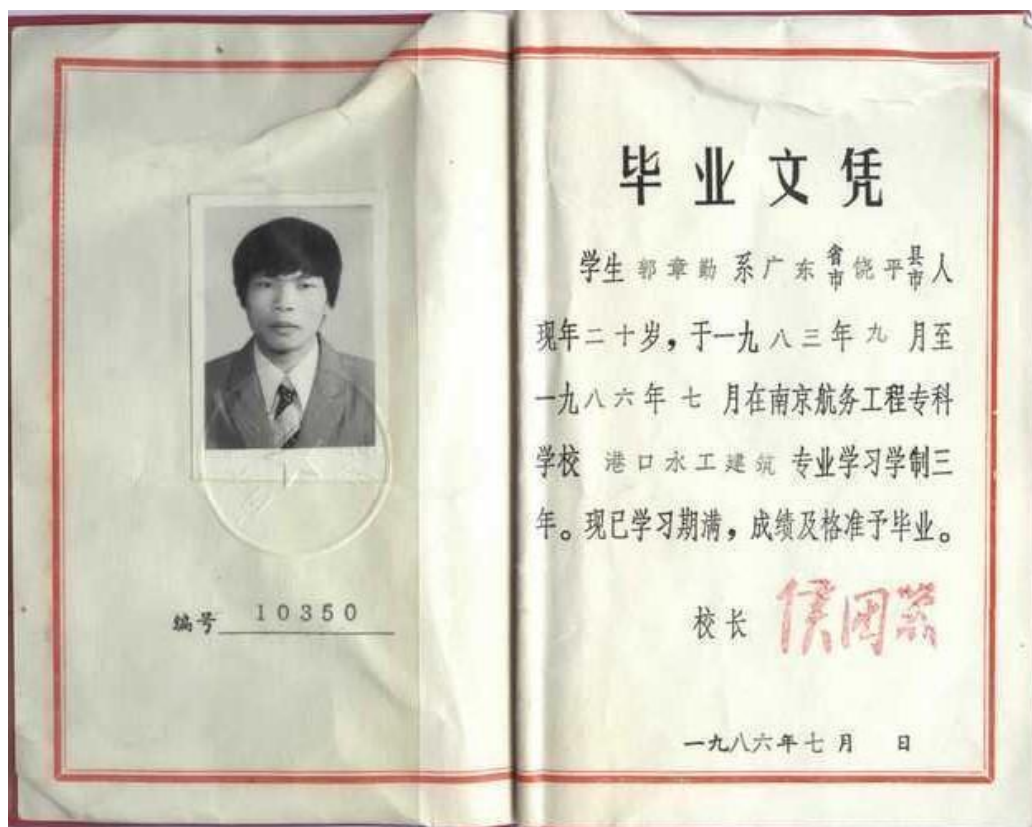 编号 10350
毕业文凭
学生 郭章勤 系广东省市饶平县市人
现年二十岁，于一九八三年九月至
一九八六年七月在南京航务工程专科
学校 港口水工建筑 专业学习学制三
年。现已学习期满，成绩及格准予毕业。
校长 侯国
一九八六年七月 日